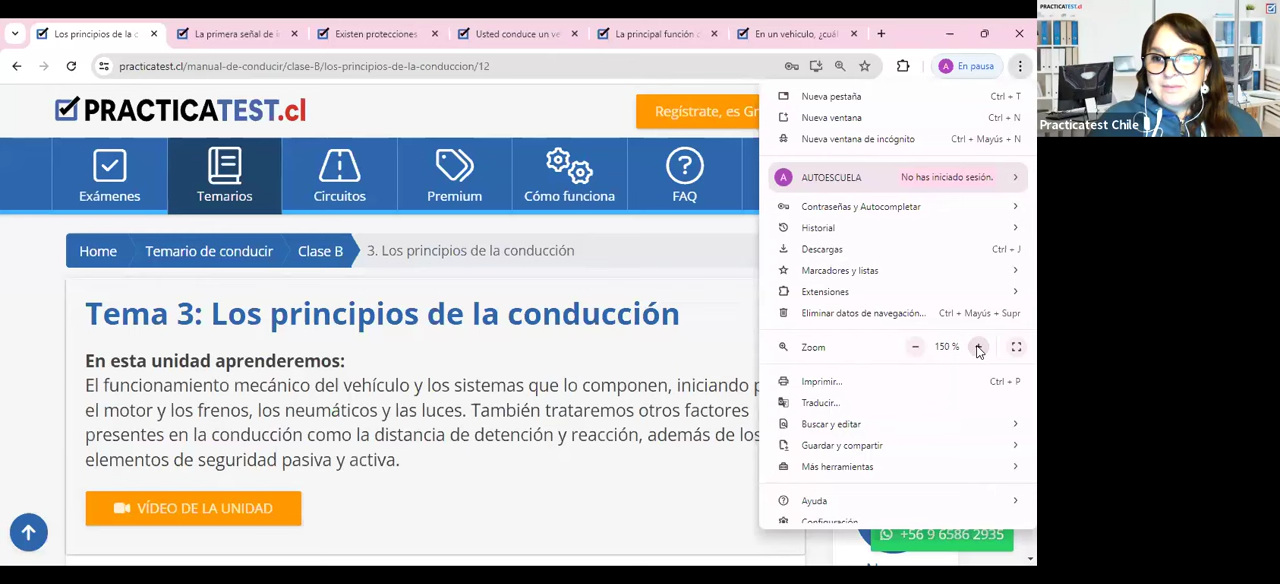 Los principios de la c
La primera señal de i
Existen protecciones
Usted conduce un ve
La principal función d
En un vehículo, ¿cuál
practicatest.cl/manual-de-conducir/clase-B/los-principios-de-la-conduccion/12
A
En pausa
PRACTICATEST.cl
Regístrate, es Gr
Exámenes
Temarios
Circuitos
Premium
Cómo funciona
FAQ
Home
Temario de conducir
Clase B
3. Los principios de la conducción
Tema 3: Los principios de la conducción
En esta unidad aprenderemos:
El funcionamiento mecánico del vehículo y los sistemas que lo componen, iniciando p
el motor y los frenos, los neumáticos y las luces. También trataremos otros factores
presentes en la conducción como la distancia de detención y reacción, además de los
elementos de seguridad pasiva y activa.
VÍDEO DE LA UNIDAD
Nueva pestaña Ctrl + T
Nueva ventana Ctrl + N
Nueva ventana de incógnito Ctrl + Mayús + N
A AUTOESCUELA No has iniciado sesión.
Contraseñas y Autocompletar
Historial
Descargas Ctrl + J
Marcadores y listas
Extensiones
Eliminar datos de navegación... Ctrl + Mayús + Supr
Zoom − 150 % +
Imprimir... Ctrl + P
Traducir...
Buscar y editar
Guardar y compartir
Más herramientas
Ayuda
Configuración
+56 9 6586 2935
PRACTICATEST.cl
Practicatest Chile